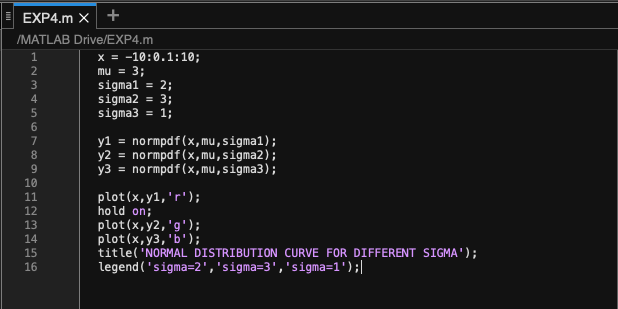 EXP4.m × +
/MATLAB Drive/EXP4.m
1 x = -10:0.1:10;
2 mu = 3;
3 sigma1 = 2;
4 sigma2 = 3;
5 sigma3 = 1;
6
7 y1 = normpdf(x,mu,sigma1);
8 y2 = normpdf(x,mu,sigma2);
9 y3 = normpdf(x,mu,sigma3);
10
11 plot(x,y1,'r');
12 hold on;
13 plot(x,y2,'g');
14 plot(x,y3,'b');
15 title('NORMAL DISTRIBUTION CURVE FOR DIFFERENT SIGMA');
16 legend('sigma=2','sigma=3','sigma=1');